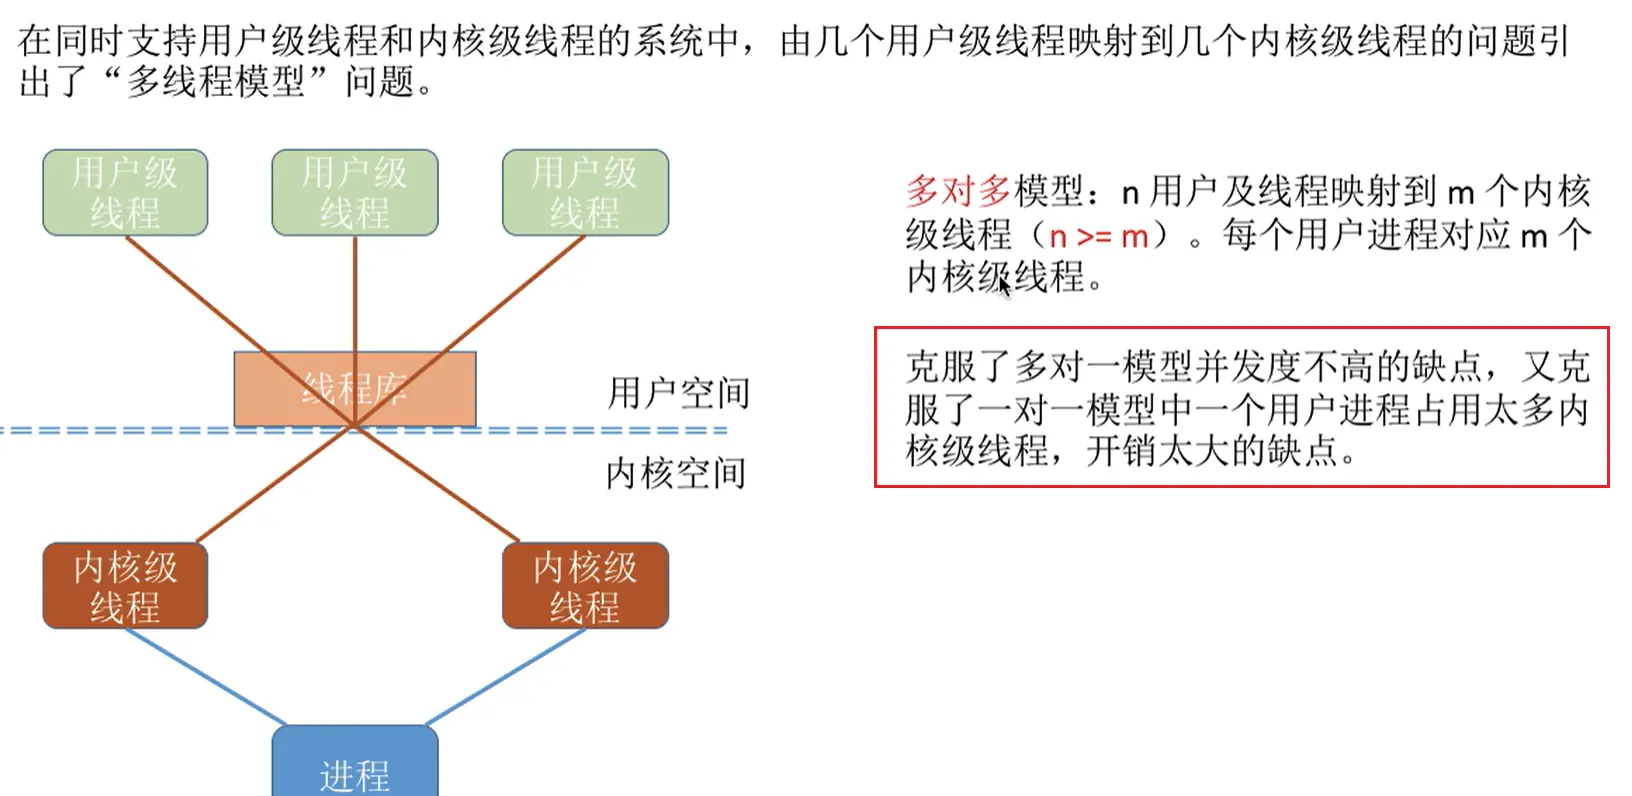 在同时支持用户级线程和内核级线程的系统中，由几个用户级线程映射到几个内核级线程的问题引
出了“多线程模型”问题。
用户级
线程
用户级
线程
用户级
线程
多对多模型：n 用户及线程映射到 m 个内核
级线程（n >= m）。每个用户进程对应 m 个
内核级线程。
克服了多对一模型并发度不高的缺点，又克
服了一对一模型中一个用户进程占用太多内
核级线程，开销太大的缺点。
线程库
用户空间
内核空间
内核级
线程
内核级
线程
进程